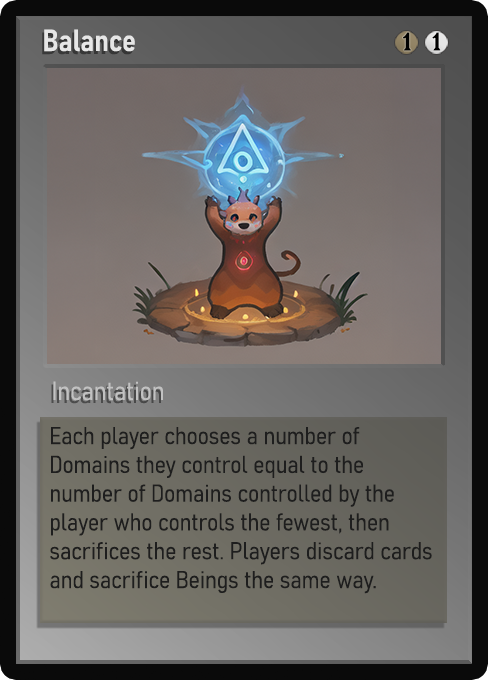 Balance 1 1
Incantation
Each player chooses a number of
Domains they control equal to the
number of Domains controlled by the
player who controls the fewest, then
sacrifices the rest. Players discard cards
and sacrifice Beings the same way.